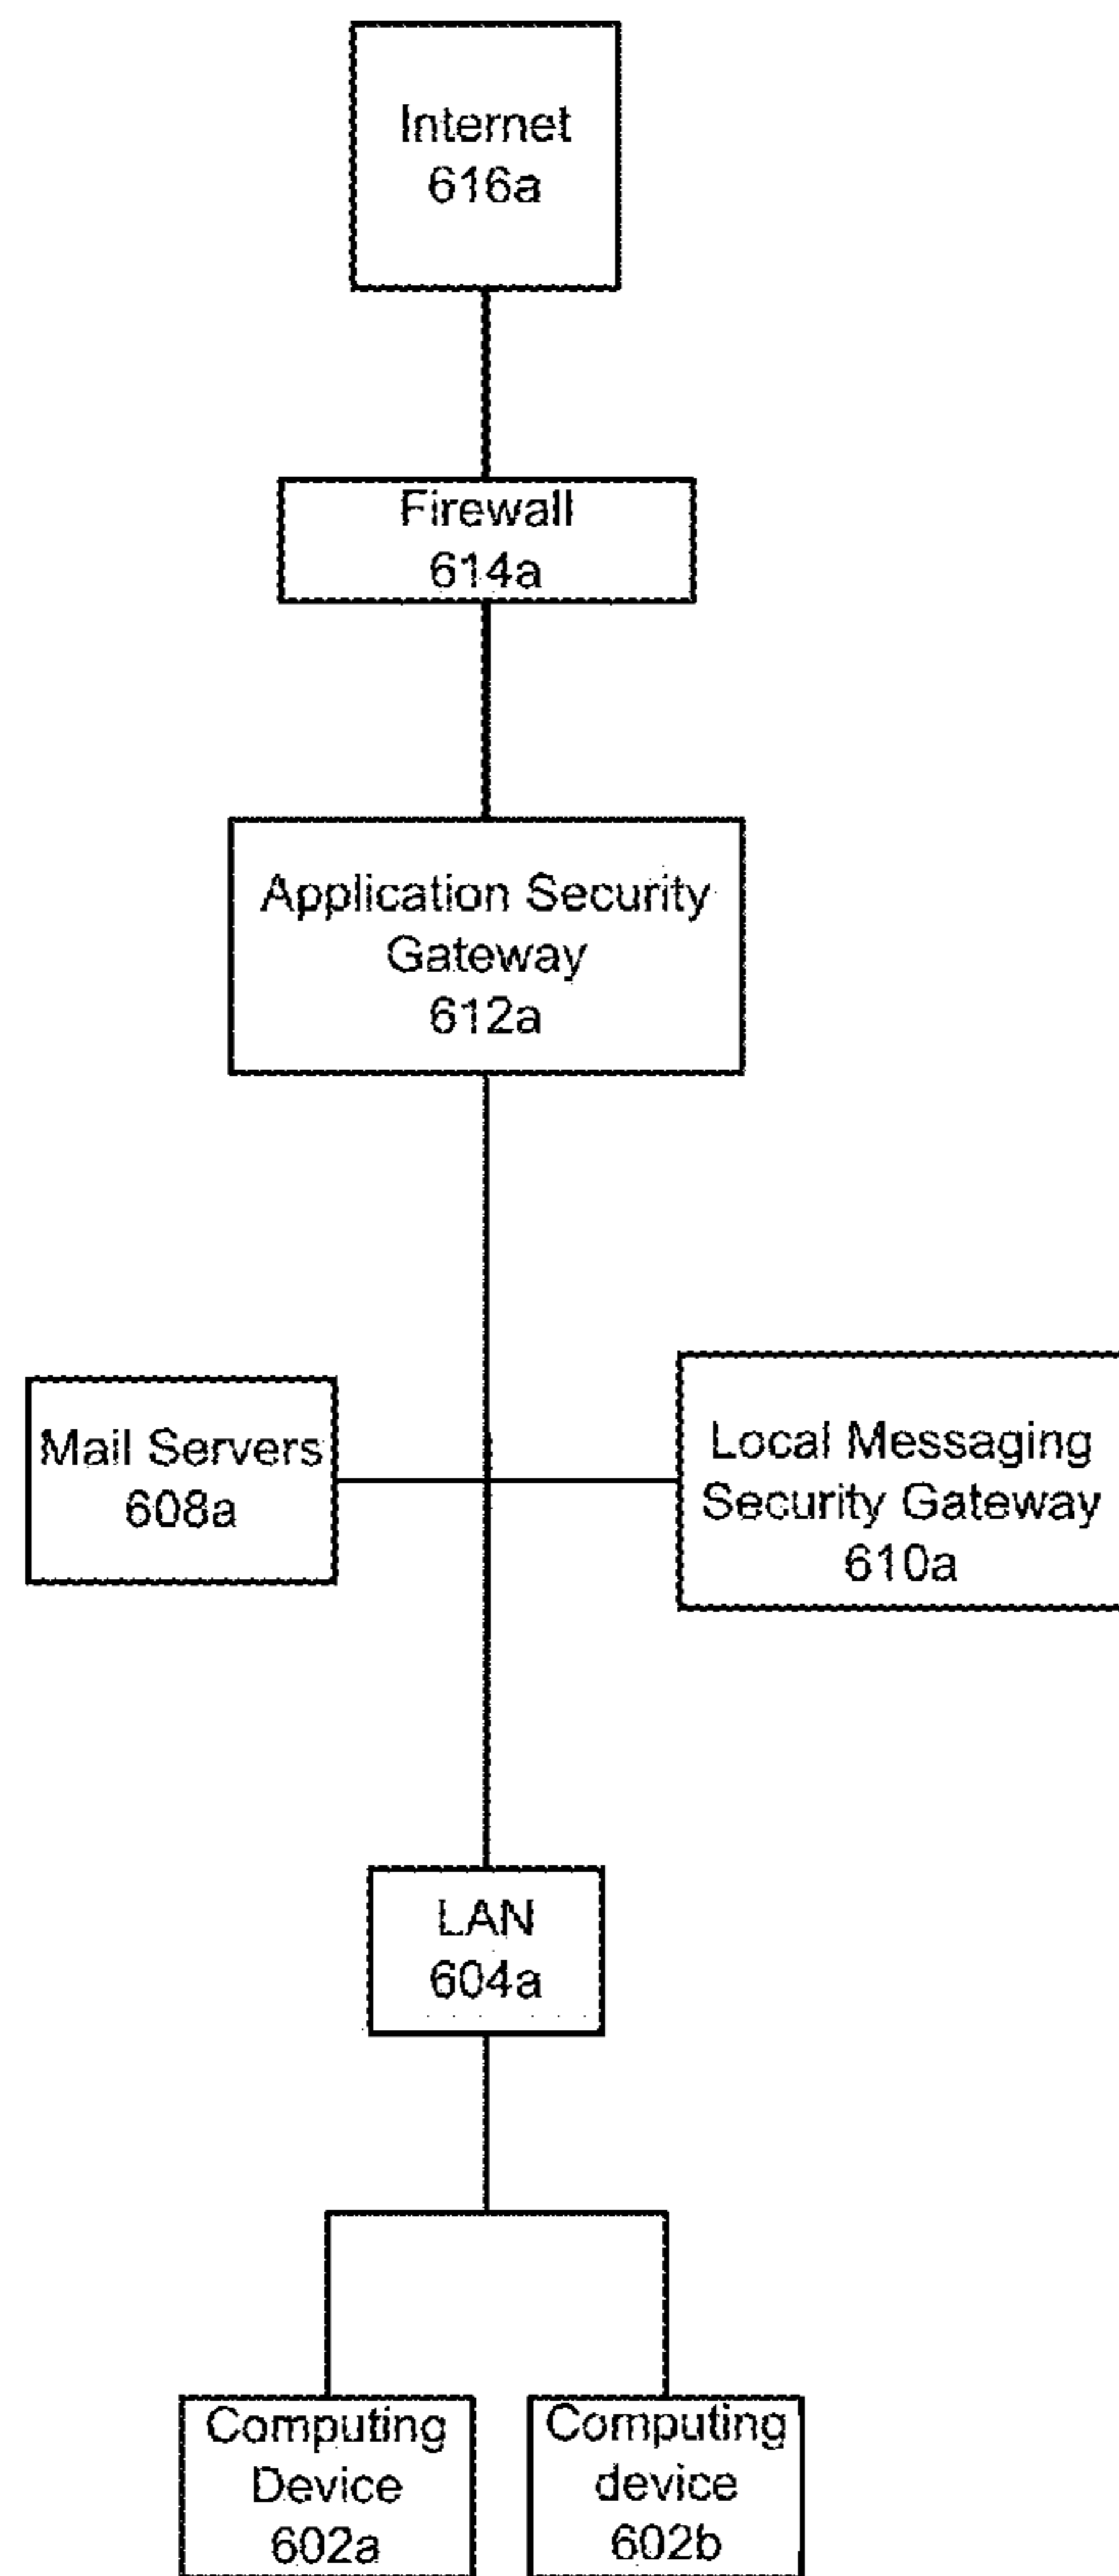 Internet
616a
Firewall
614a
Application Security
Gateway
612a
Mail Servers
608a
Local Messaging
Security Gateway
610a
LAN
604a
Computing
Device
602a
Computing
device
602b